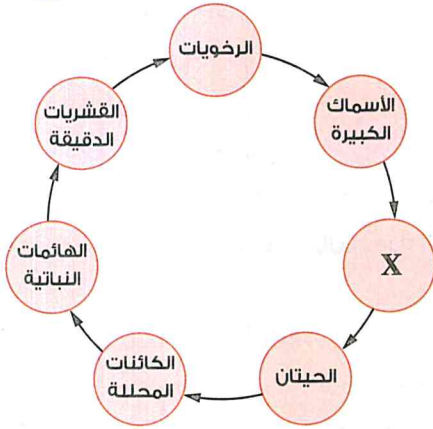 الرخويات
الأسماك
الكبيرة
X
الحيتان
الكائنات
المحللة
الهائمات
النباتية
القشريات
الدقيقة